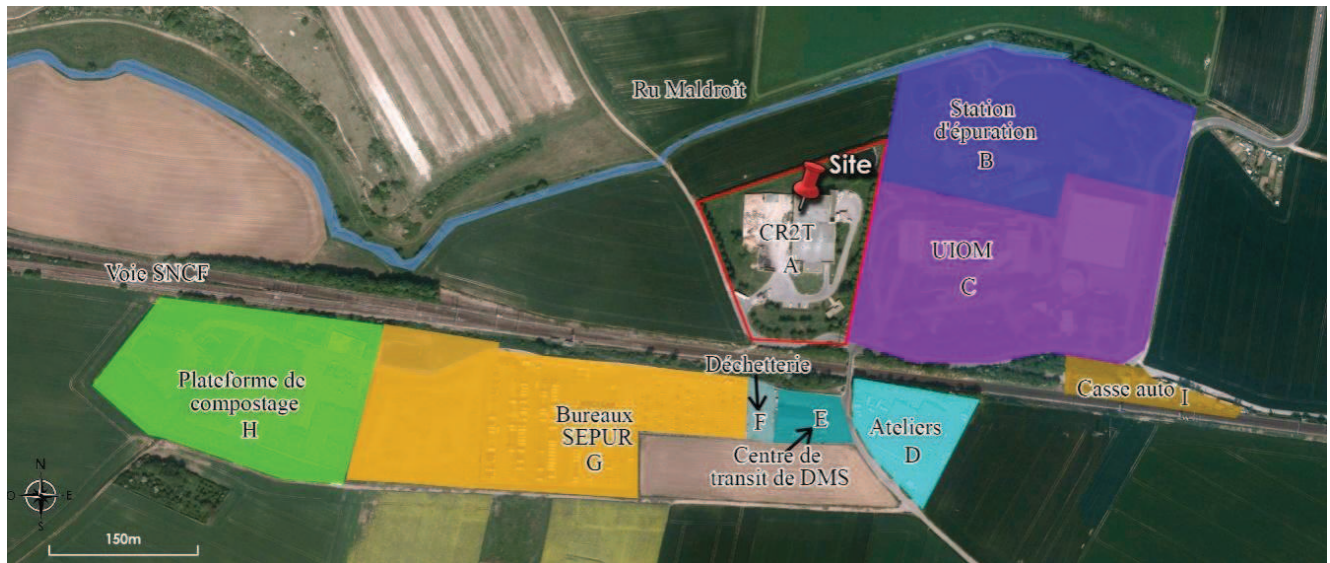 Ru Maldroit
Station
d'épuration
B
Site
CR2T
A
UIOM
C
Voie SNCF
Plateforme de
compostage
H
Déchetterie
F
E
Bureaux
SEPUR
G
Centre de
transit de DMS
Ateliers
D
Casse auto I
N
O
E
S
150m